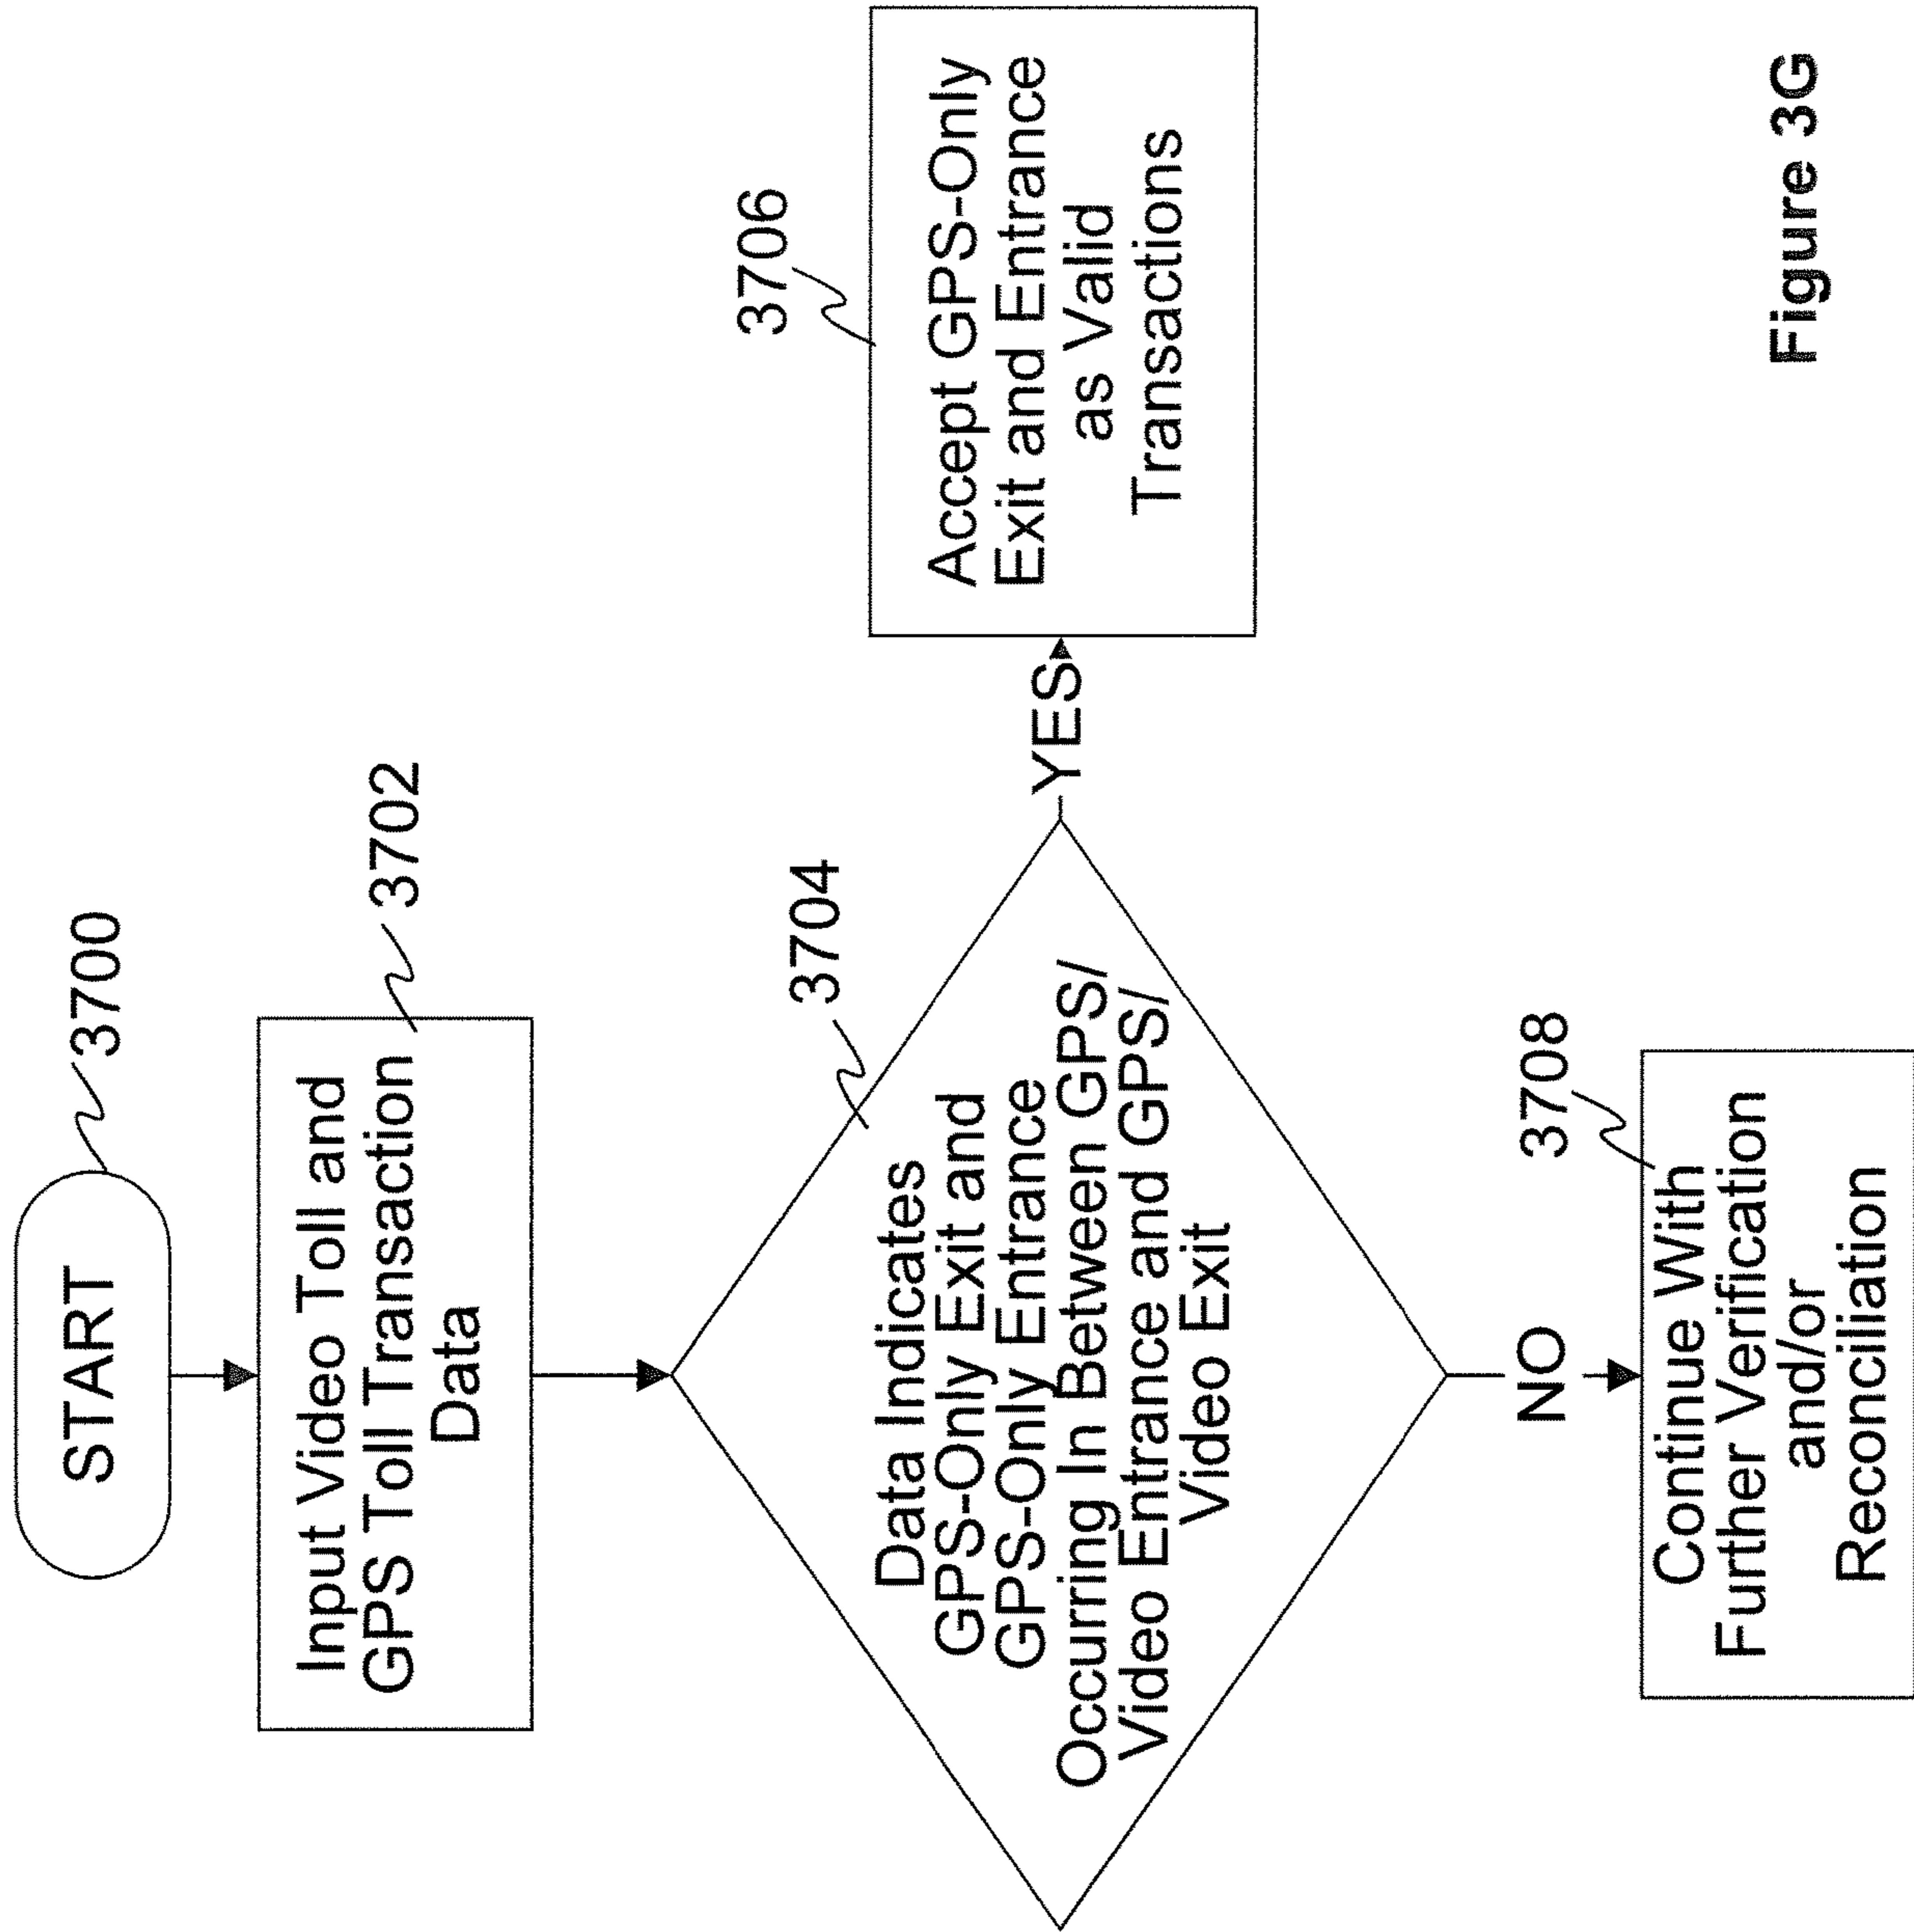 START
3700
Input Video Toll and
GPS Toll Transaction
Data
3702
Data Indicates
GPS-Only Exit and
GPS-Only Entrance
Occurring In Between GPS/
Video Entrance and GPS/
Video Exit
3704
YES
3706
Accept GPS-Only
Exit and Entrance
as Valid
Transactions
NO
3708
Continue With
Further Verification
and/or
Reconciliation
Figure 3G